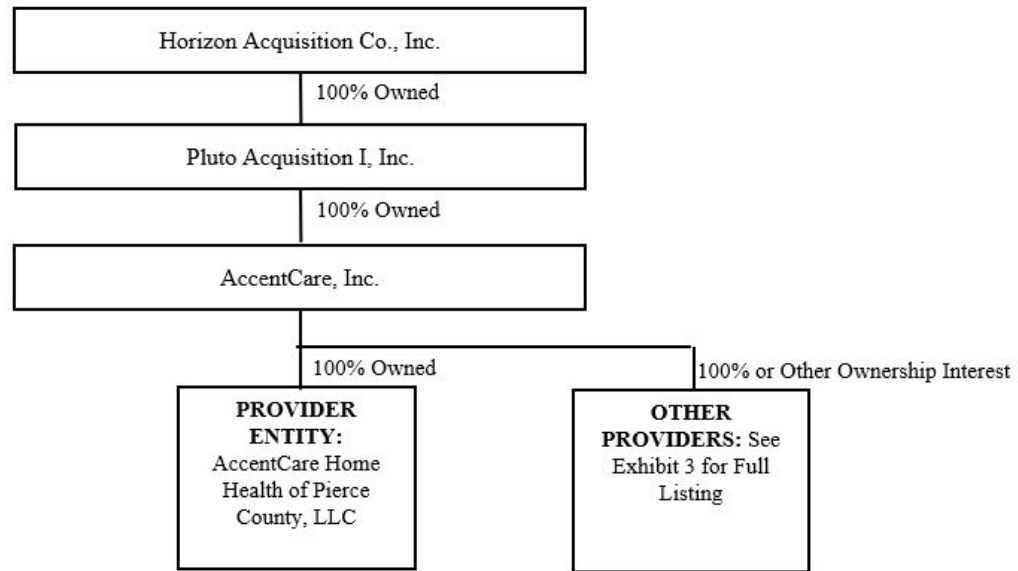 Horizon Acquisition Co., Inc.
100% Owned
Pluto Acquisition I, Inc.
100% Owned
AccentCare, Inc.
100% Owned
100% or Other Ownership Interest
PROVIDER
ENTITY:
AccentCare Home
Health of Pierce
County, LLC
OTHER
PROVIDERS: See
Exhibit 3 for Full
Listing